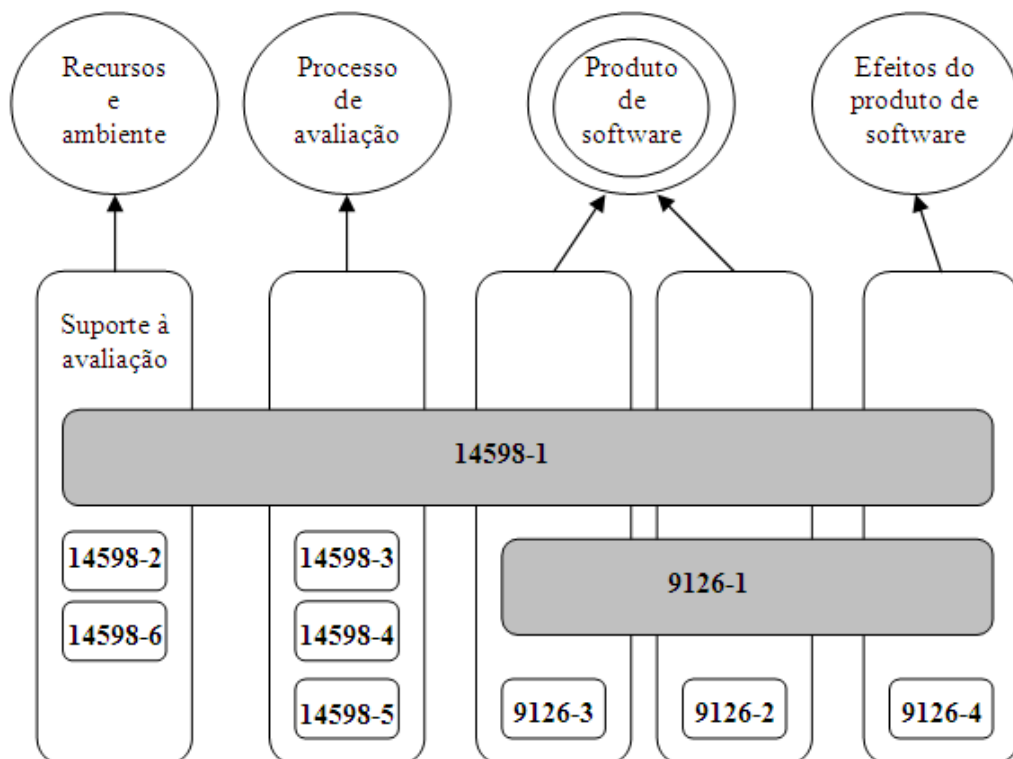 Recursos
e
ambiente
Processo
de
avaliação
Produto
de
software
Efeitos do
produto de
software
Suporte à
avaliação
14598-1
14598-2
14598-3
9126-1
14598-6
14598-4
14598-5
9126-3
9126-2
9126-4